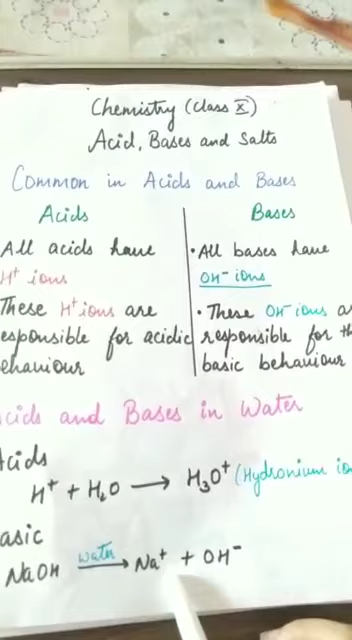 Chemistry (Class X)
Acid, Bases and Salts
Common in Acids and Bases
Acids
All acids have
H⁺ ions
These H⁺ ions are
responsible for acidic
ehaviour
Bases
• All bases have
OH⁻ ions
• These OH⁻ ions a
responsible for th
basic behaviour
cids and Bases in Water
Acids
H⁺ + H₂O → H₃O⁺ (Hydronium io
asic
NaOH water→ Na⁺ + OH⁻